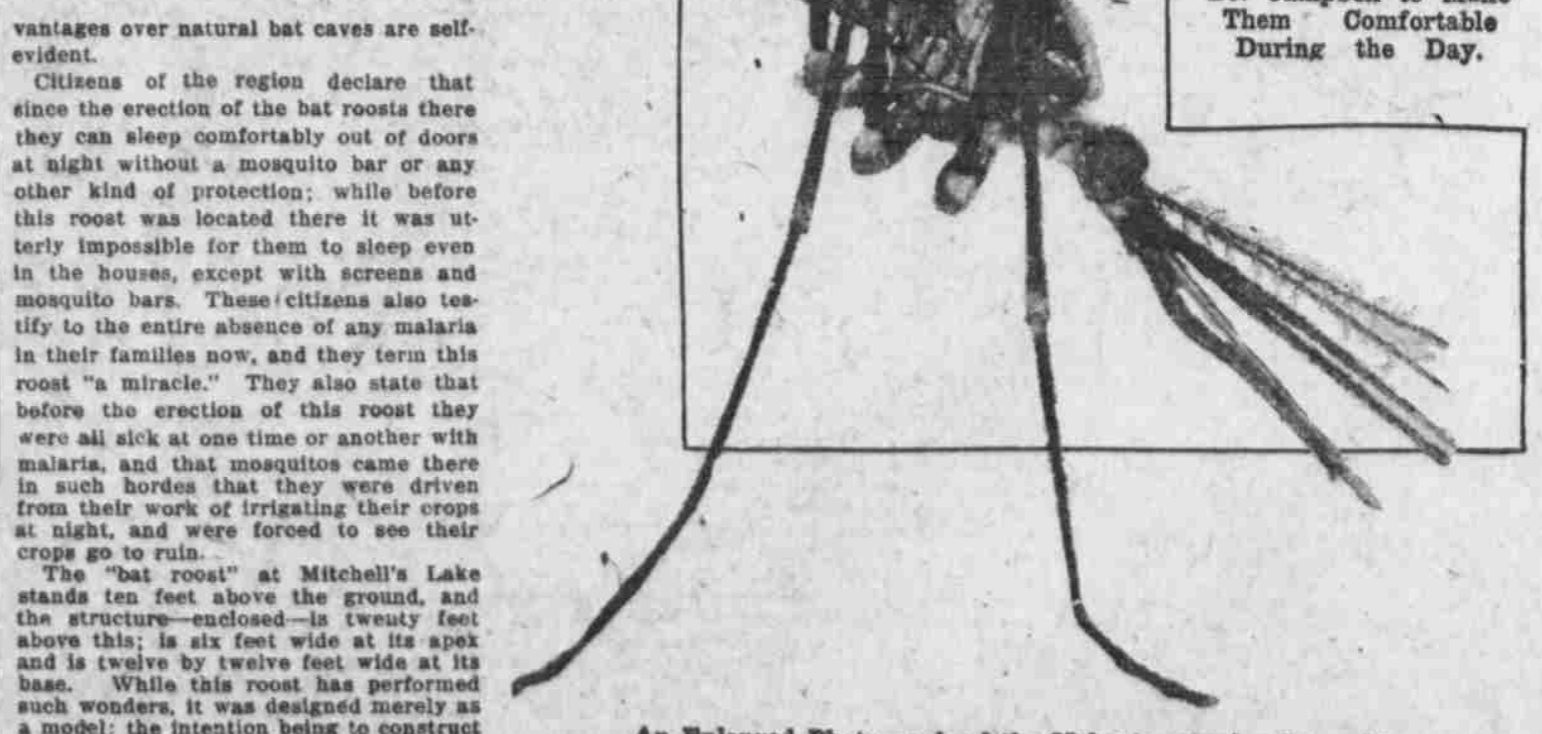 vantages over natural bat caves are self-
evident.
Citizens of the region declare that
since the erection of the bat roosts there
they can sleep comfortably out of doors
at night without a mosquito bar or any
other kind of protection; while before
this roost was located there it was ut-
terly impossible for them to sleep even
in the houses, except with screens and
mosquito bars. These citizens also tes-
tify to the entire absence of any malaria
in their families now, and they term this
roost "a miracle." They also state that
before the erection of this roost they
were all sick at one time or another with
malaria, and that mosquitos came there
in such hordes that they were driven
from their work of irrigating their crops
at night, and were forced to see their
crops go to ruin.
The "bat roost" at Mitchell's Lake
stands ten feet above the ground, and
the structure—enclosed—is twenty feet
above this; is six feet wide at its apex
and is twelve by twelve feet wide at its
base. While this roost has performed
such wonders, it was designed merely as
a model; the intention being to construct
Them Comfortable
During the Day.
An Enlarged